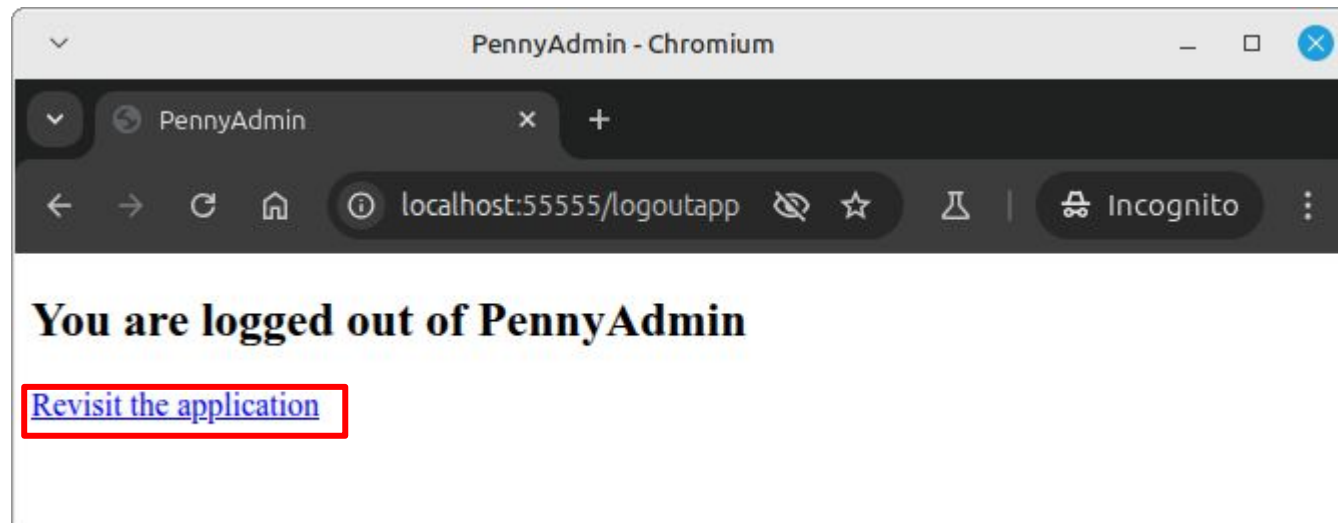 PennyAdmin - Chromium
PennyAdmin
localhost:55555/logoutapp
Incognito
You are logged out of PennyAdmin
Revisit the application